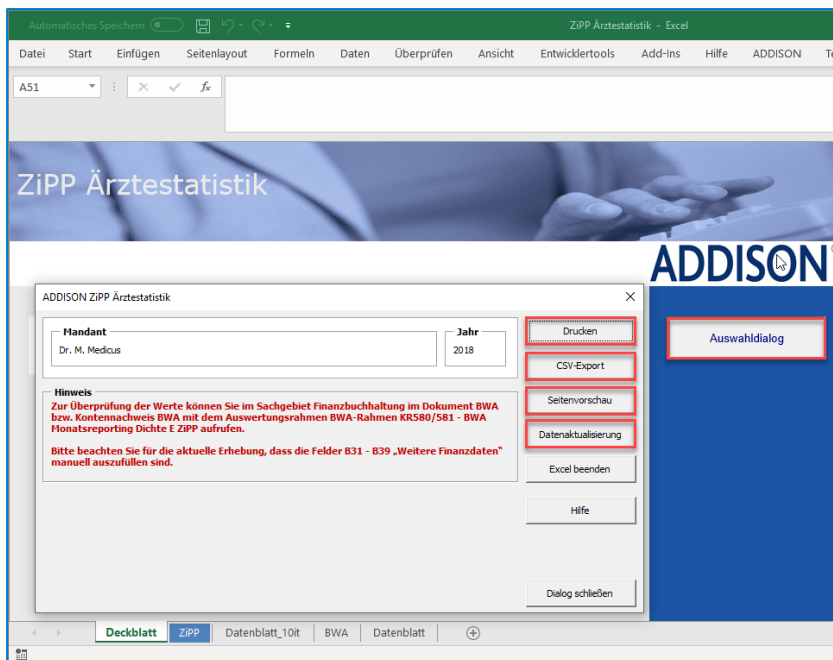 Automatisches Speichern
ZiPP Ärztestatistik - Excel
Datei Start Einfügen Seitenlayout Formeln Daten Überprüfen Ansicht Entwicklertools Add-Ins Hilfe ADDISON
A51
fx
ZiPP Ärztestatistik
ADDISON
ADDISON ZiPP Ärztestatistik
Mandant
Dr. M. Medicus
Jahr
2018
Hinweis
Zur Überprüfung der Werte können Sie im Sachgebiet Finanzbuchhaltung im Dokument BWA
bzw. Kontennachweis BWA mit dem Auswertungsrahmen BWA-Rahmen KR580/581 - BWA
Monatsreporting Dichte E ZiPP aufrufen.
Bitte beachten Sie für die aktuelle Erhebung, dass die Felder B31 - B39 „Weitere Finanzdaten"
manuell auszufüllen sind.
Drucken
CSV-Export
Seitenvorschau
Datenaktualisierung
Excel beenden
Hilfe
Dialog schließen
Auswahldialog
Deckblatt ZiPP Datenblatt_10it BWA Datenblatt